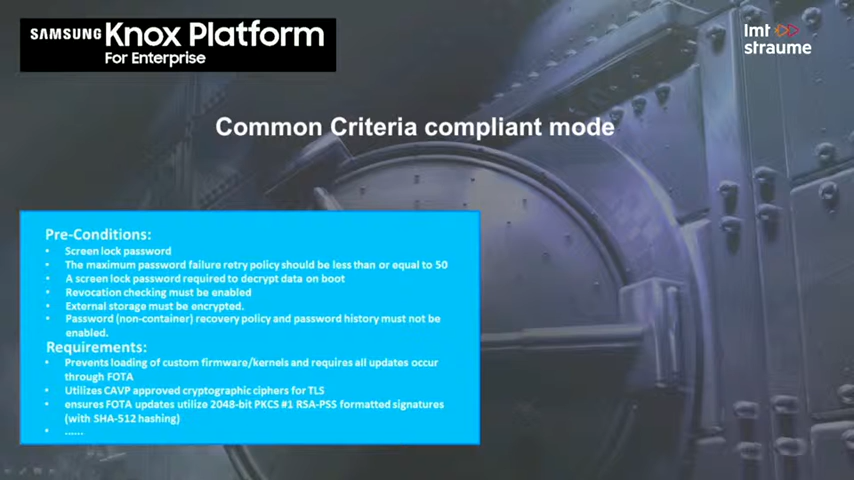 SAMSUNG Knox Platform
For Enterprise
lmt
straume
Common Criteria compliant mode
Pre-Conditions:
• Screen lock password
• The maximum password failure retry policy should be less than or equal to 50
• A screen lock password required to decrypt data on boot
• Revocation checking must be enabled
• External storage must be encrypted.
• Password (non-container) recovery policy and password history must not be
enabled.
Requirements:
• Prevents loading of custom firmware/kernels and requires all updates occur
through FOTA
• Utilizes CAVP approved cryptographic ciphers for TLS
• ensures FOTA updates utilize 2048-bit PKCS #1 RSA-PSS formatted signatures
(with SHA-512 hashing)
• ......